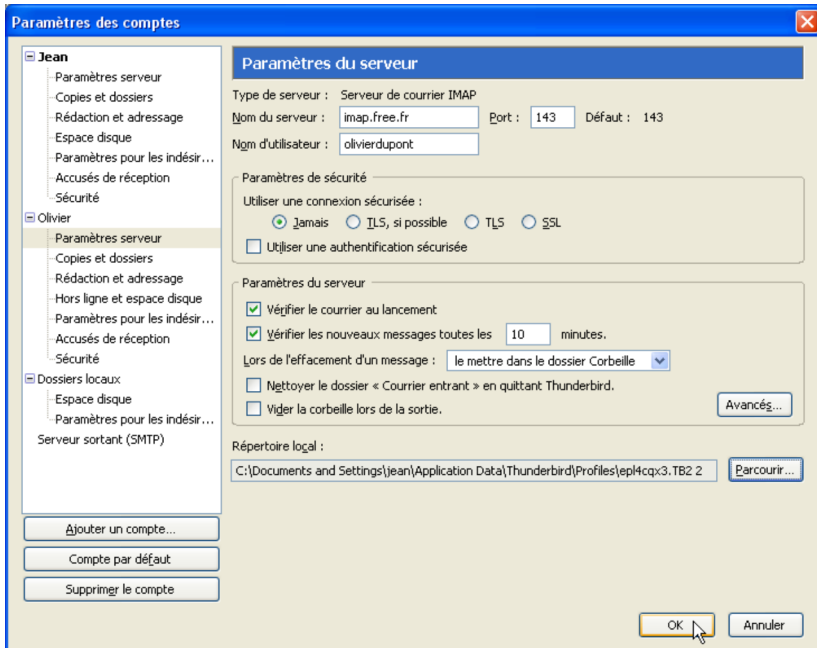 Paramètres des comptes
Jean
Paramètres serveur
Copies et dossiers
Rédaction et adressage
Espace disque
Paramètres pour les indésir...
Accusés de réception
Sécurité
Olivier
Paramètres serveur
Copies et dossiers
Rédaction et adressage
Hors ligne et espace disque
Paramètres pour les indésir...
Accusés de réception
Sécurité
Dossiers locaux
Espace disque
Paramètres pour les indésir...
Serveur sortant (SMTP)
Ajouter un compte...
Compte par défaut
Supprimer le compte
Paramètres du serveur
Type de serveur : Serveur de courrier IMAP
Nom du serveur : imap.free.fr Port : 143 Défaut : 143
Nom d'utilisateur : olivierdupont
Paramètres de sécurité
Utiliser une connexion sécurisée :
Jamais TLS, si possible TLS SSL
Utiliser une authentification sécurisée
Paramètres du serveur
Vérifier le courrier au lancement
Vérifier les nouveaux messages toutes les 10 minutes.
Lors de l'effacement d'un message : le mettre dans le dossier Corbeille
Nettoyer le dossier « Courrier entrant » en quittant Thunderbird.
Vider la corbeille lors de la sortie.
Avancés...
Répertoire local :
C:\Documents and Settings\jean\Application Data\Thunderbird\Profiles\epl4cqx3.TB2 2 Parcourir...
OK Annuler